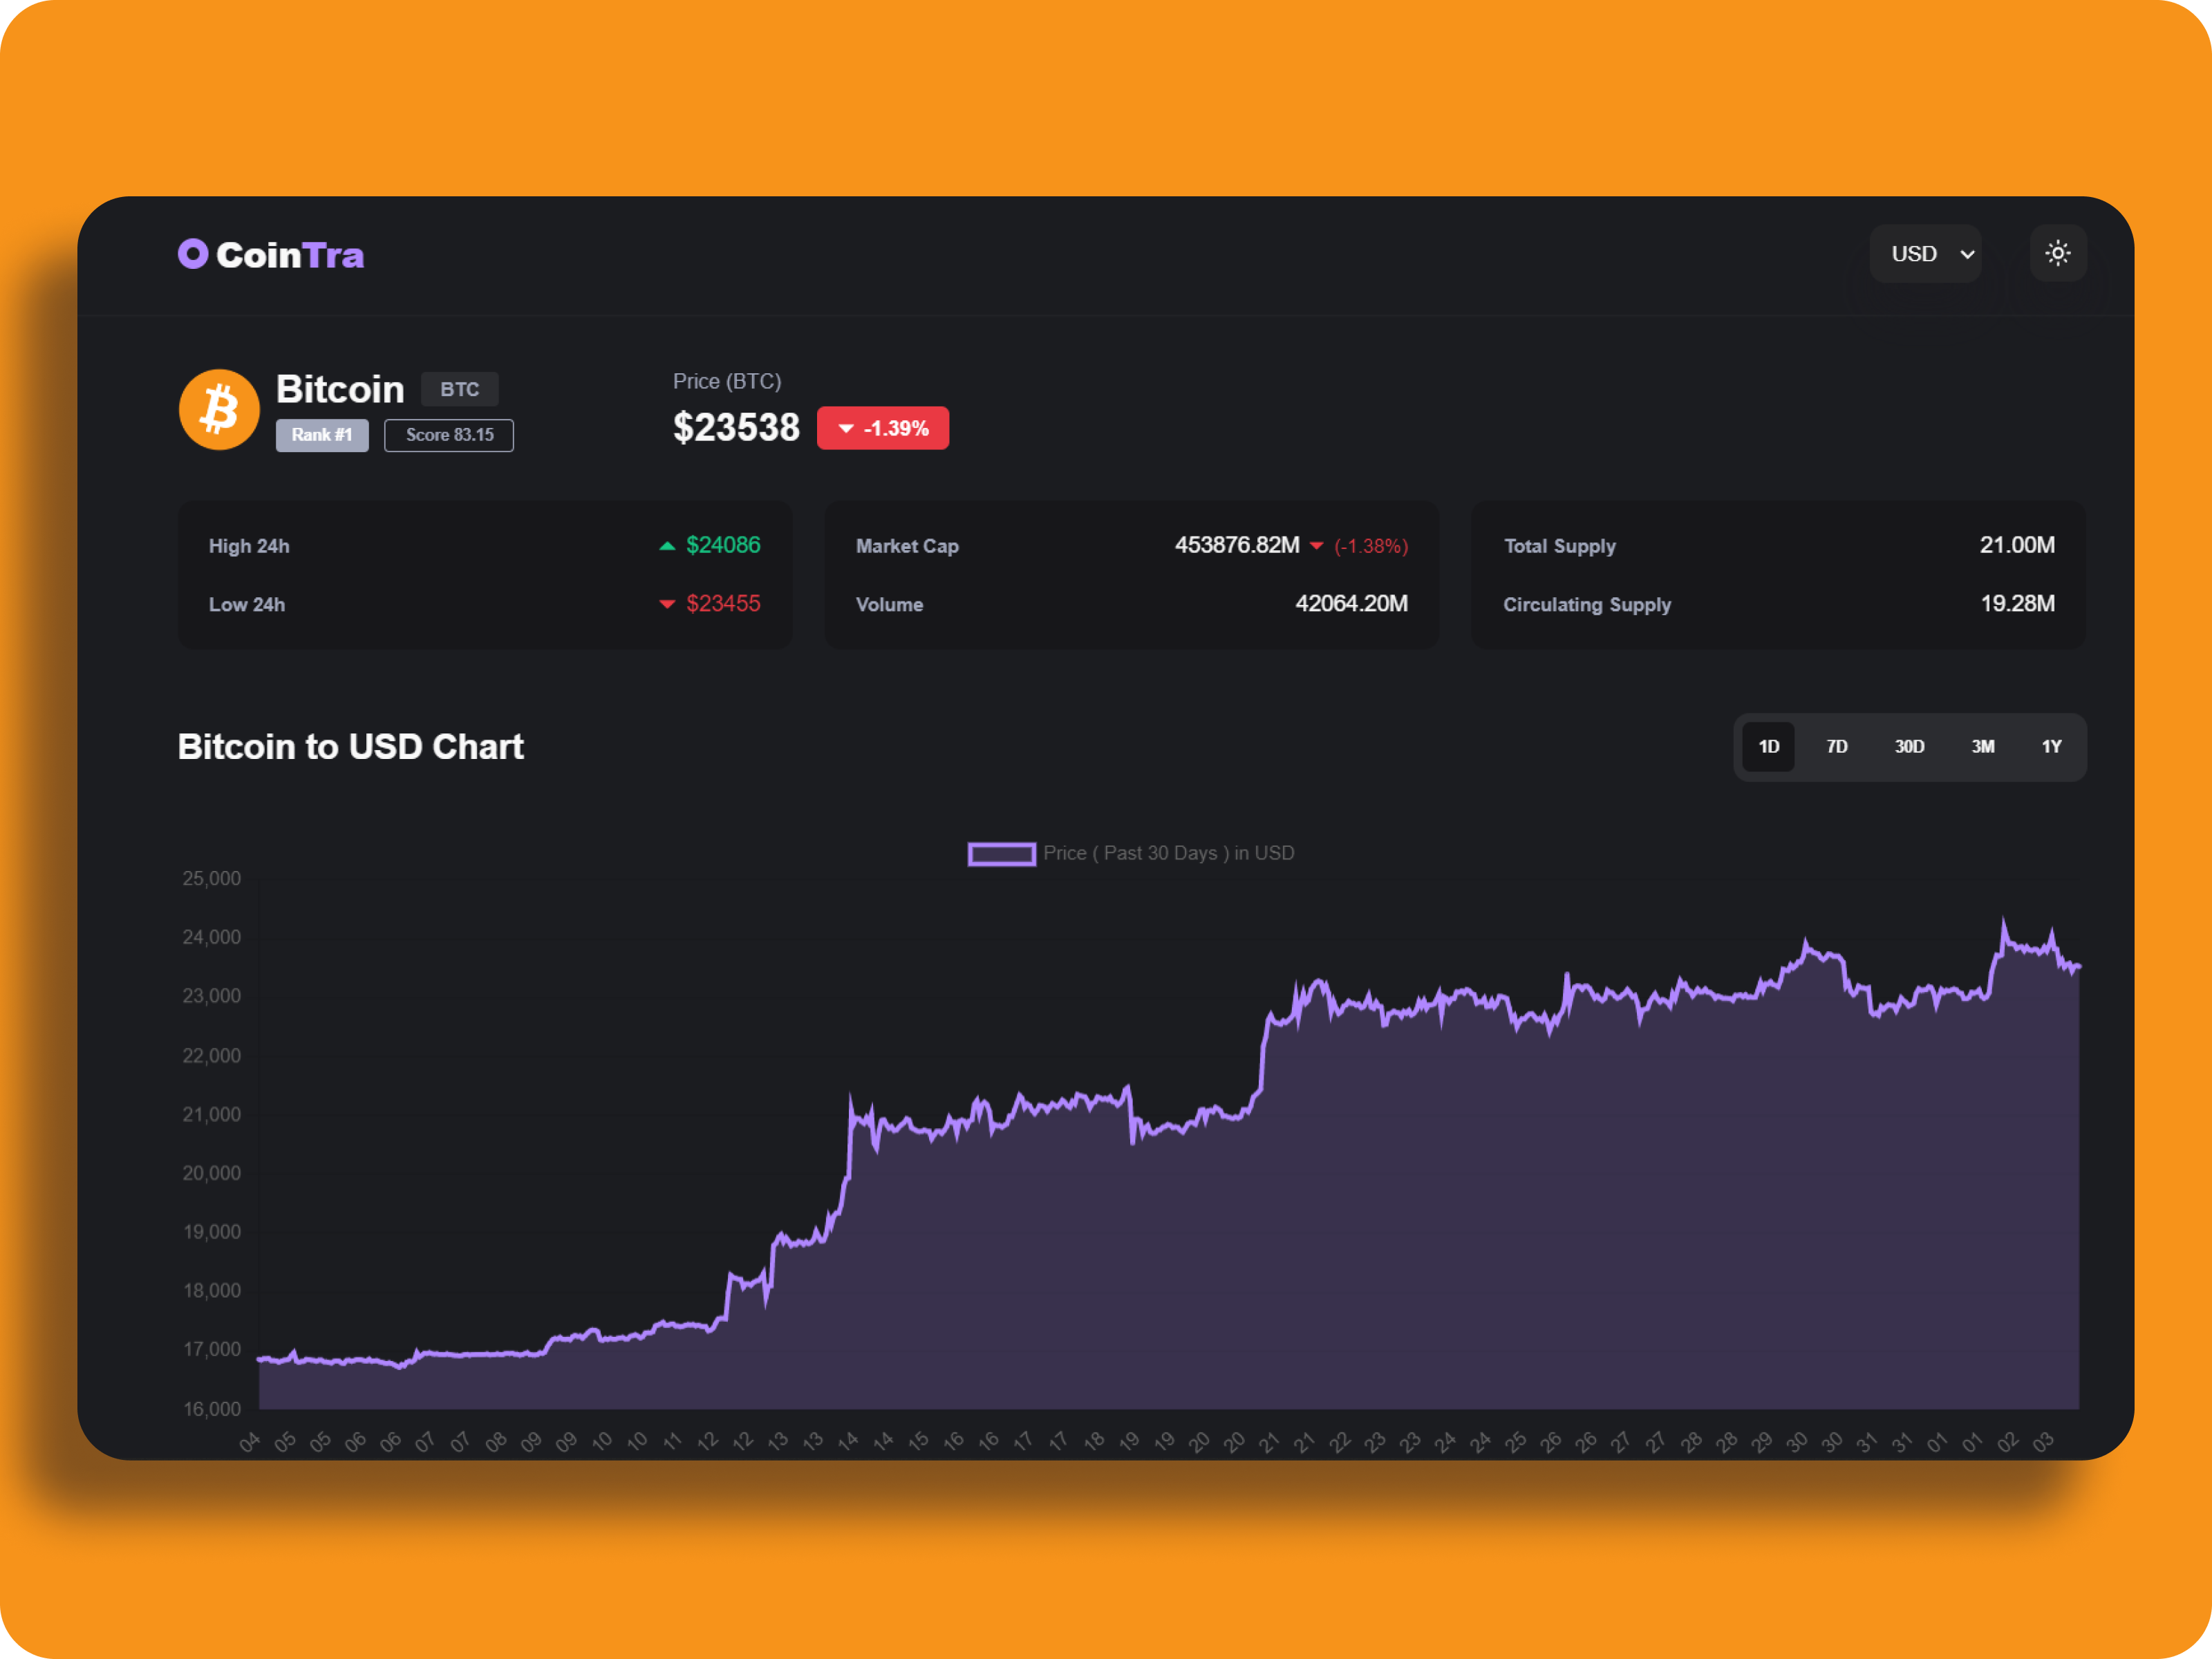 CoinTra
USD
Bitcoin BTC
Rank #1 Score 83.15
Price (BTC)
$23538 -1.39%
High 24h $24086
Low 24h $23455
Market Cap 453876.82M (-1.38%)
Volume 42064.20M
Total Supply 21.00M
Circulating Supply 19.28M
Bitcoin to USD Chart
1D 7D 30D 3M 1Y
Price ( Past 30 Days ) in USD
25,000
24,000
23,000
22,000
21,000
20,000
19,000
18,000
17,000
16,000
04 05 05 06 06 07 07 08 09 09 10 10 11 12 12 13 13 14 14 15 16 16 17 17 18 19 19 20 20 21 21 22 23 23 24 24 25 26 26 27 27 28 28 29 30 30 31 31 01 01 02 03